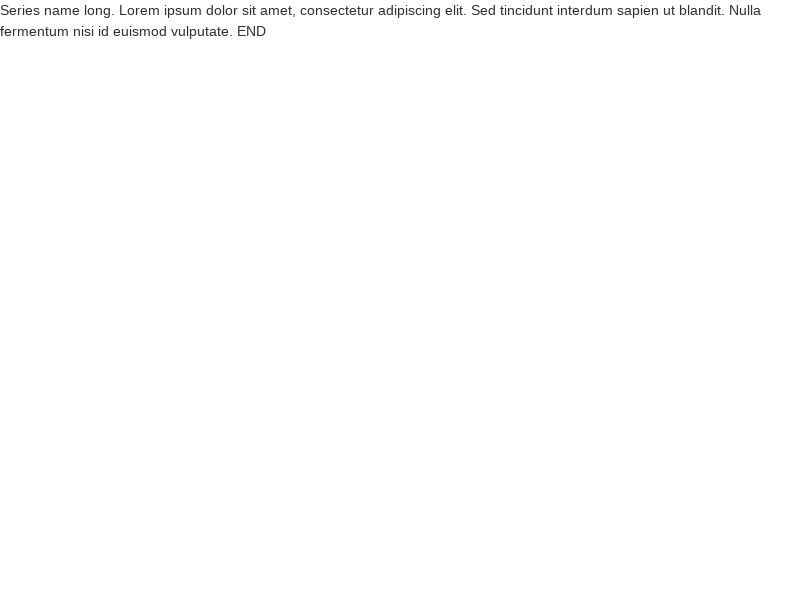 Series name long. Lorem ipsum dolor sit amet, consectetur adipiscing elit. Sed tincidunt interdum sapien ut blandit. Nulla
fermentum nisi id euismod vulputate. END